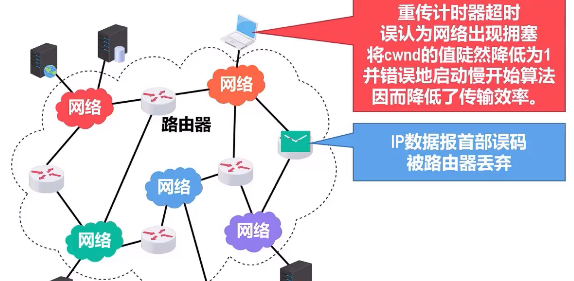 重传计时器超时
误认为网络出现拥塞
将cwnd的值陡然降低为1
并错误地启动慢开始算法
因而降低了传输效率。
网络
网络
路由器
IP数据报首部误码
被路由器丢弃
网络
网络
网络